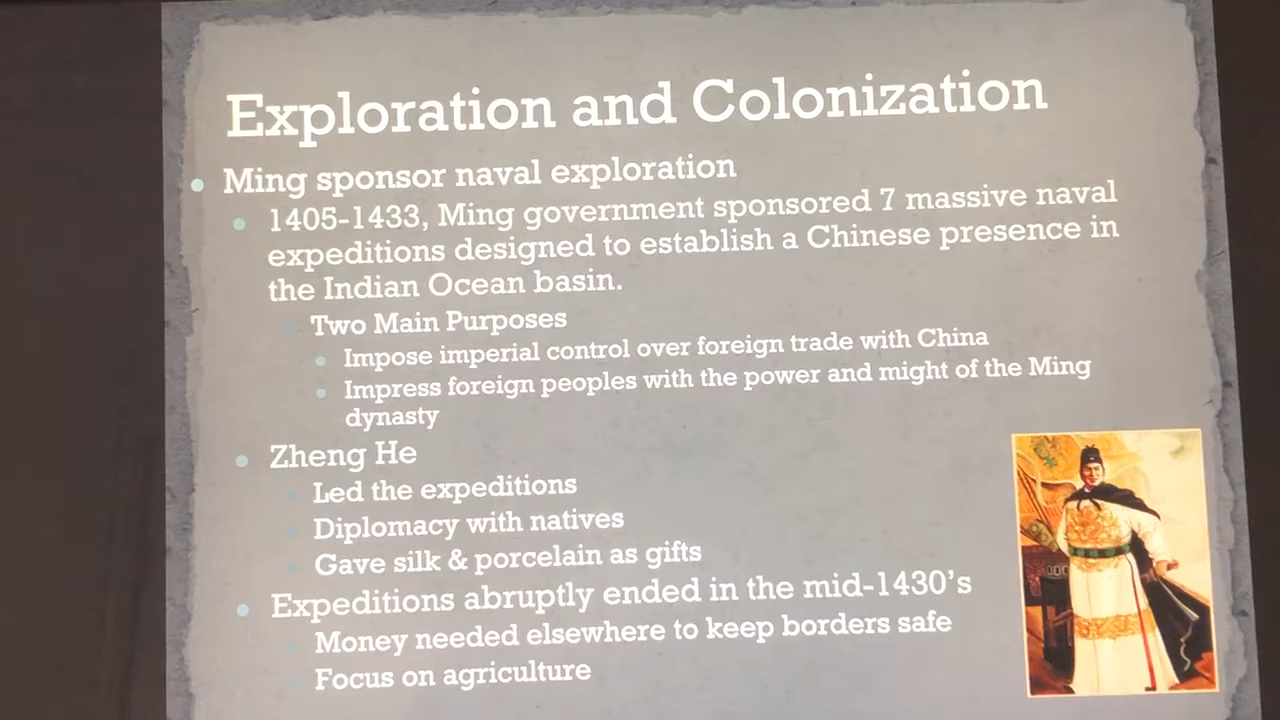 Exploration and Colonization
Ming sponsor naval exploration
1405-1433, Ming government sponsored 7 massive naval
expeditions designed to establish a Chinese presence in
the Indian Ocean basin.
Two Main Purposes
Impose imperial control over foreign trade with China
Impress foreign peoples with the power and might of the Ming
dynasty
Zheng He
Led the expeditions
Diplomacy with natives
Gave silk & porcelain as gifts
Expeditions abruptly ended in the mid-1430's
Money needed elsewhere to keep borders safe
Focus on agriculture